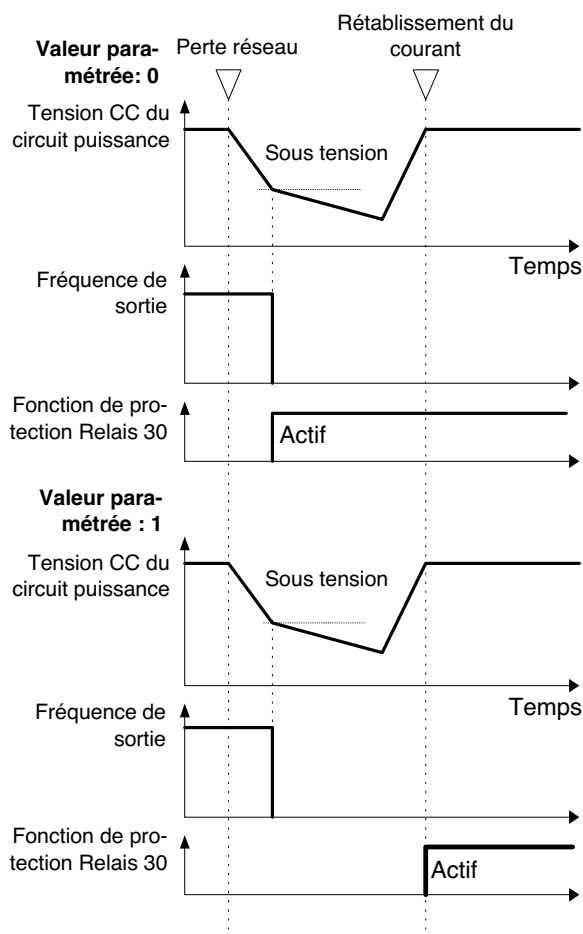 Valeur para-
métrée: 0
Perte réseau
Rétablissement du
courant
Tension CC du
circuit puissance
Sous tension
Temps
Fréquence de
sortie
Fonction de pro-
tection Relais 30
Actif
Valeur para-
métrée : 1
Tension CC du
circuit puissance
Sous tension
Temps
Fréquence de
sortie
Fonction de pro-
tection Relais 30
Actif